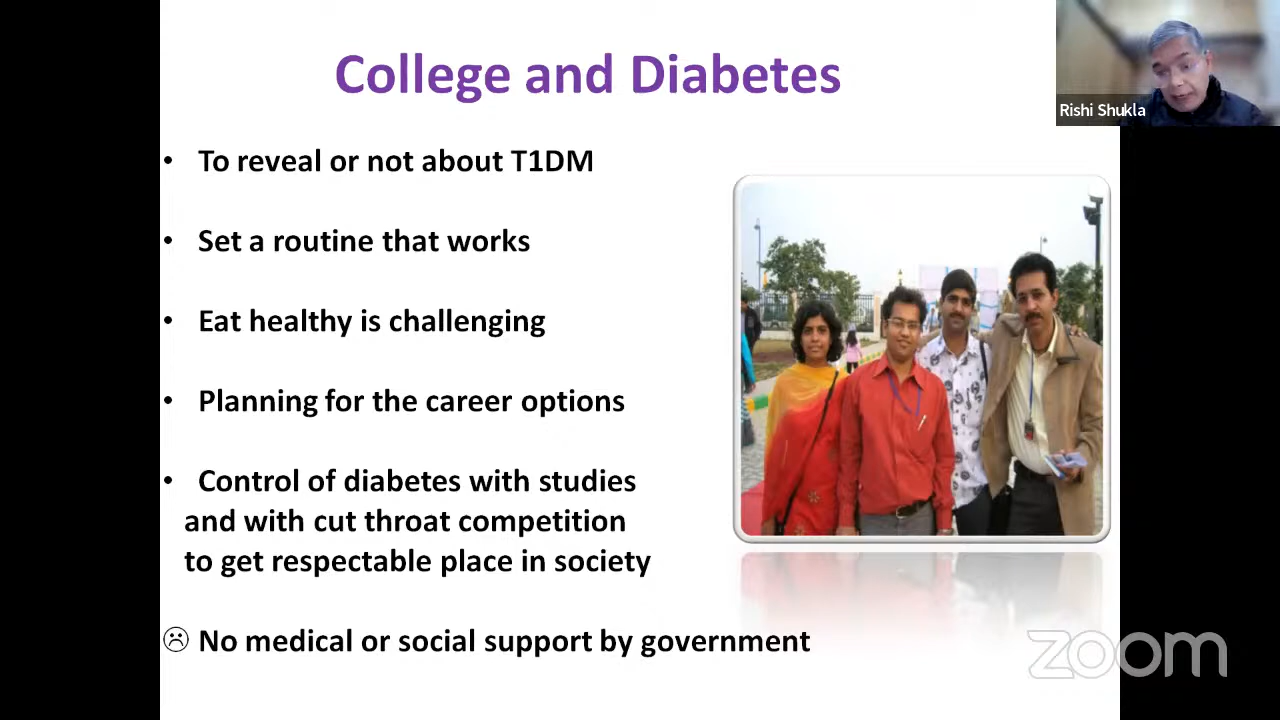 College and Diabetes
Rishi Shukla
• To reveal or not about T1DM
• Set a routine that works
• Eat healthy is challenging
• Planning for the career options
• Control of diabetes with studies
and with cut throat competition
to get respectable place in society
☹ No medical or social support by government
zoom